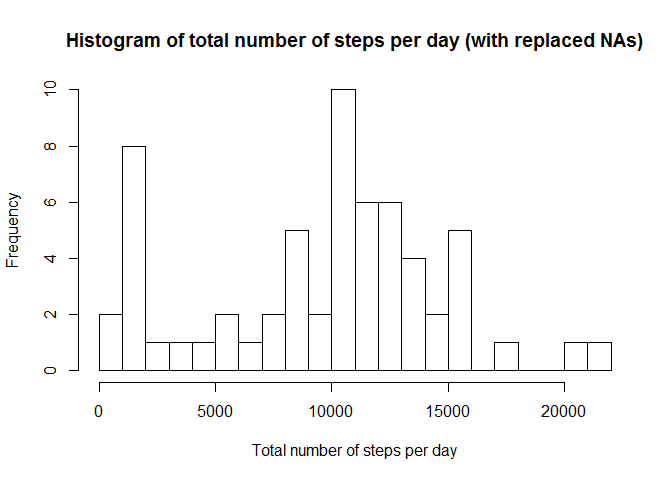 Histogram of total number of steps per day (with replaced NAs)
Frequency
10
8
6
4
2
0
0 5000 10000 15000 20000
Total number of steps per day